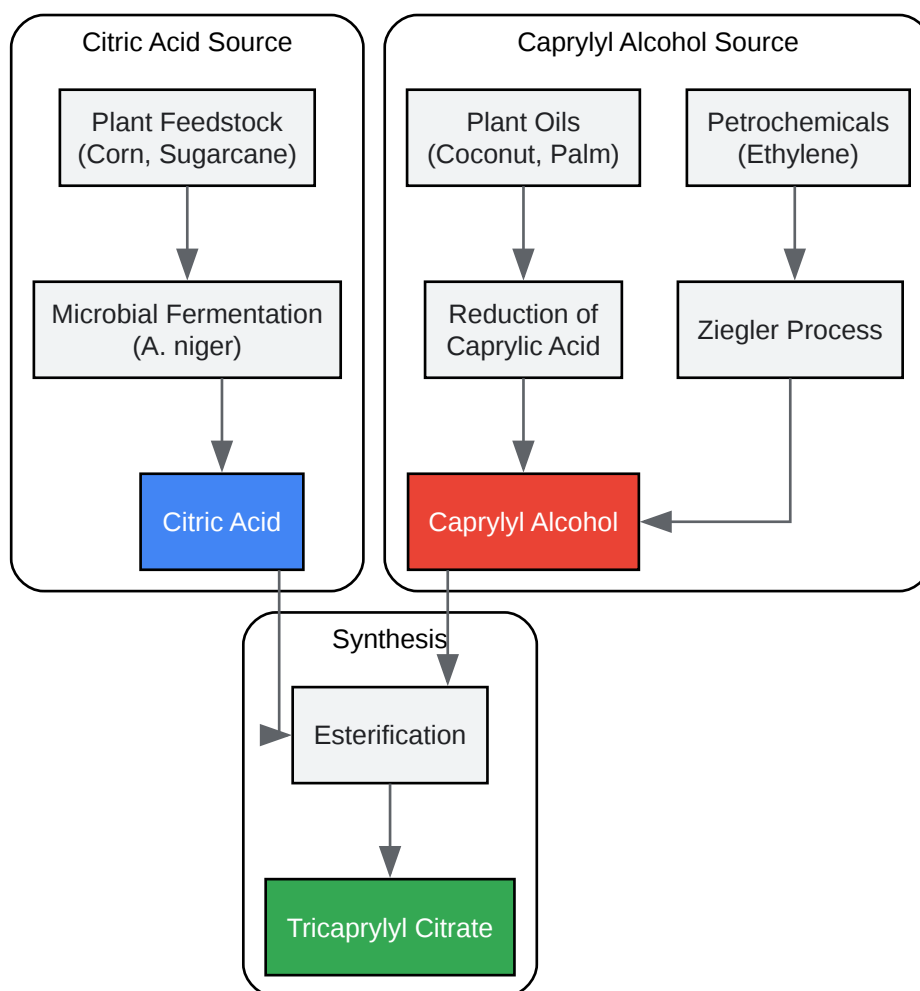 Citric Acid Source
Plant Feedstock
(Corn, Sugarcane)
Microbial Fermentation
(A. niger)
Citric Acid
Caprylyl Alcohol Source
Plant Oils
(Coconut, Palm)
Petrochemicals
(Ethylene)
Reduction of
Caprylic Acid
Ziegler Process
Caprylyl Alcohol
Synthesis
Esterification
Tricaprylyl Citrate